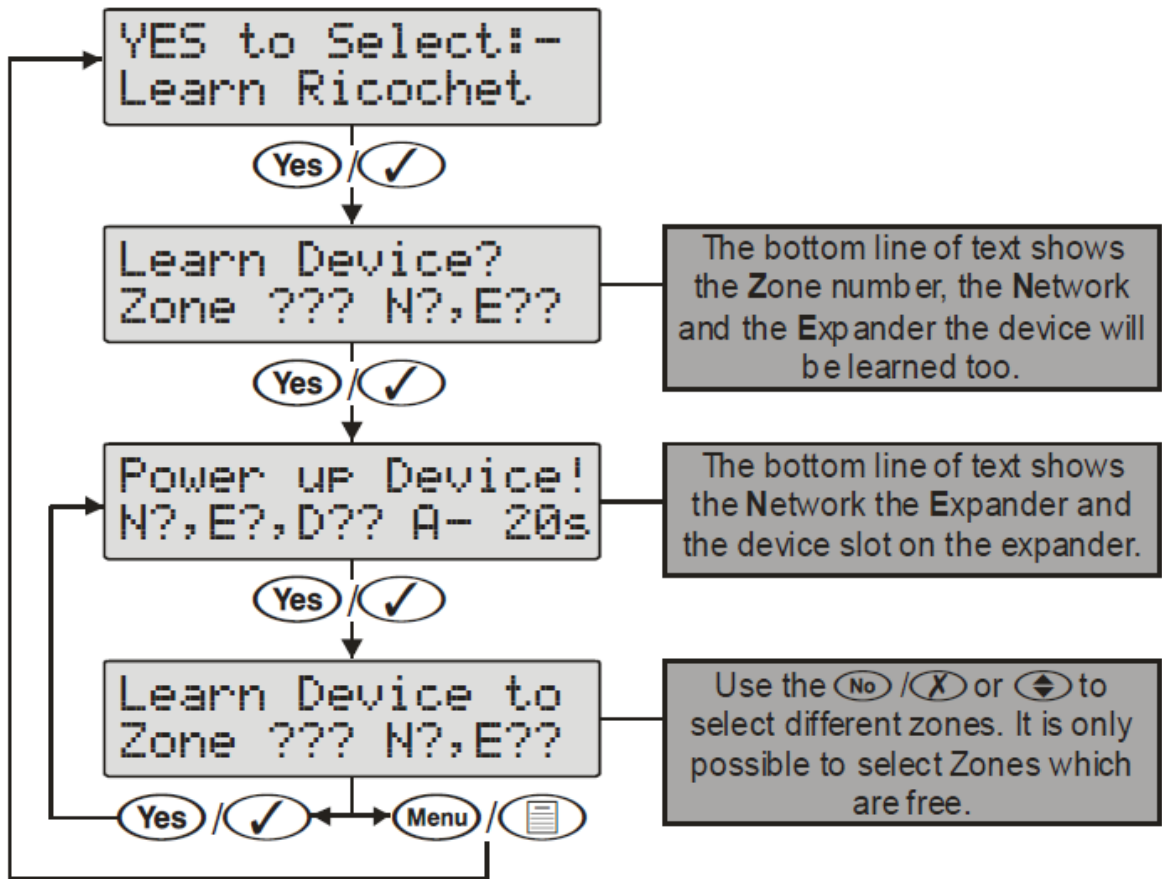 YES to Select:-
Learn Ricochet
Yes /
Learn Device?
Zone ??? N?,E??
The bottom line of text shows
the Zone number, the Network
and the Expander the device will
be learned too.
Yes /
Power up Device!
N?,E?,D?? A- 20s
The bottom line of text shows
the Network the Expander and
the device slot on the expander.
Yes /
Learn Device to
Zone ??? N?,E??
Use the No / or to
select different zones. It is only
possible to select Zones which
are free.
Yes / Menu /